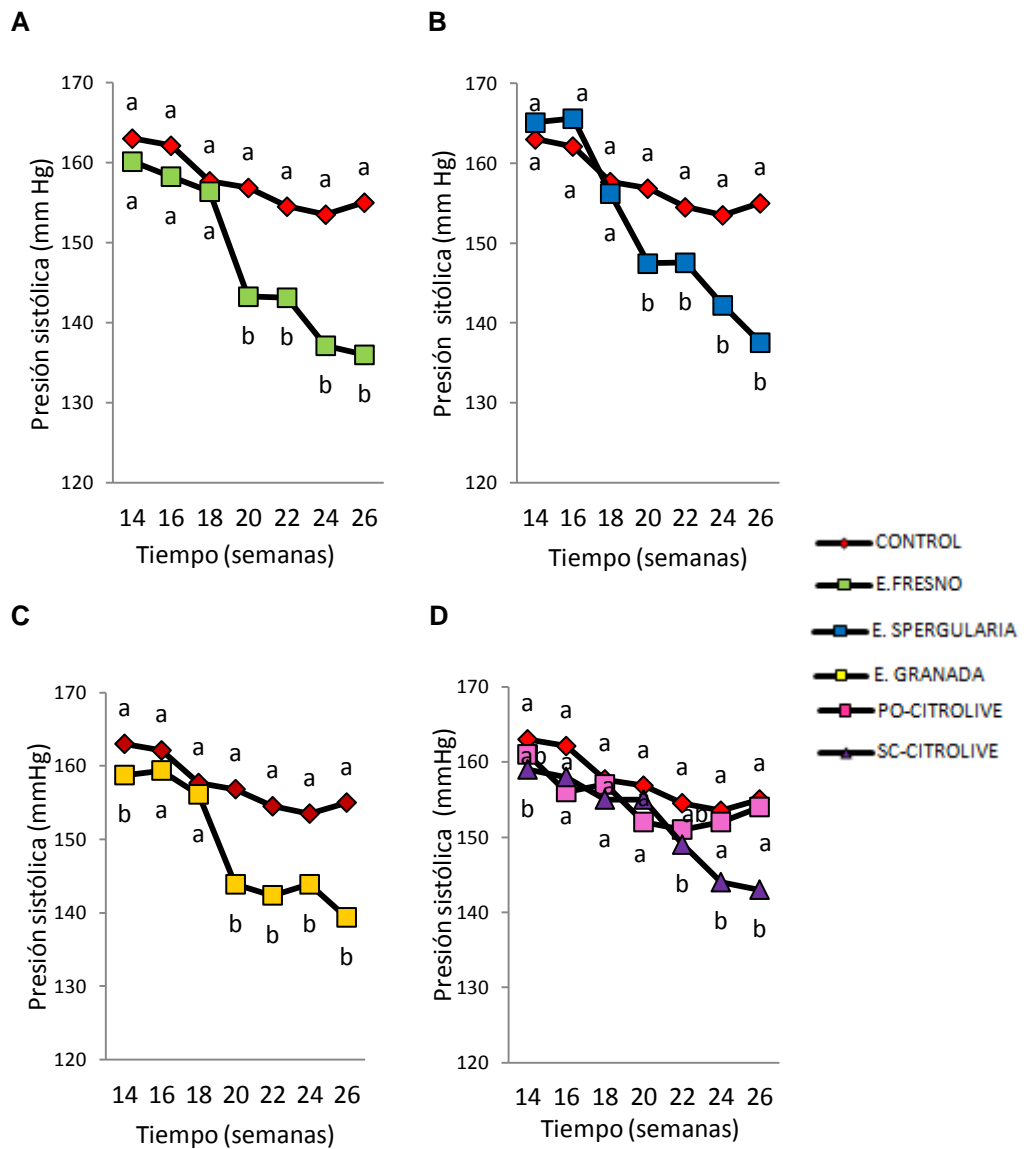 A
170
160
150
140
130
120
14 16 18 20 22 24 26
Tiempo (semanas)
Presión sistólica (mm Hg)
a a a a a a a
a a a b b b b
B
170
160
150
140
130
120
14 16 18 20 22 24 26
Tiempo (semanas)
Presión sitólica (mm Hg)
a a a a a a a
a a a b b b b
CONTROL
E.FRESNO
E. SPERGULARIA
E. GRANADA
PO-CITROLIVE
SC-CITROLIVE
C
170
160
150
140
130
120
14 16 18 20 22 24 26
Tiempo (semanas)
Presión sistólica (mmHg)
a a a a a a a
b a a b b b b
D
170
160
150
140
130
120
14 16 18 20 22 24 26
Tiempo (semanas)
Presión sistólica (mm Hg)
a a a a a a a
ab a a a ab a a
b a a a b b b